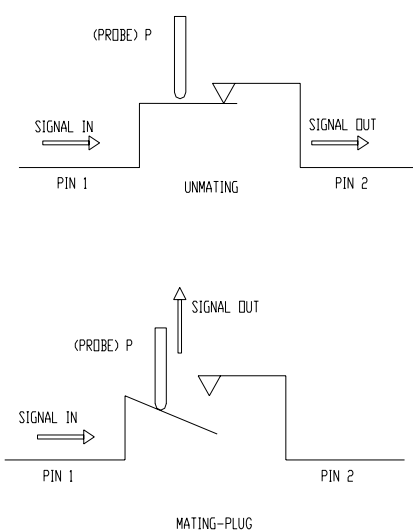 (PROBE) P
SIGNAL IN
SIGNAL OUT
PIN 1
UNMATING
PIN 2
SIGNAL OUT
(PROBE) P
SIGNAL IN
PIN 1
PIN 2
MATING-PLUG